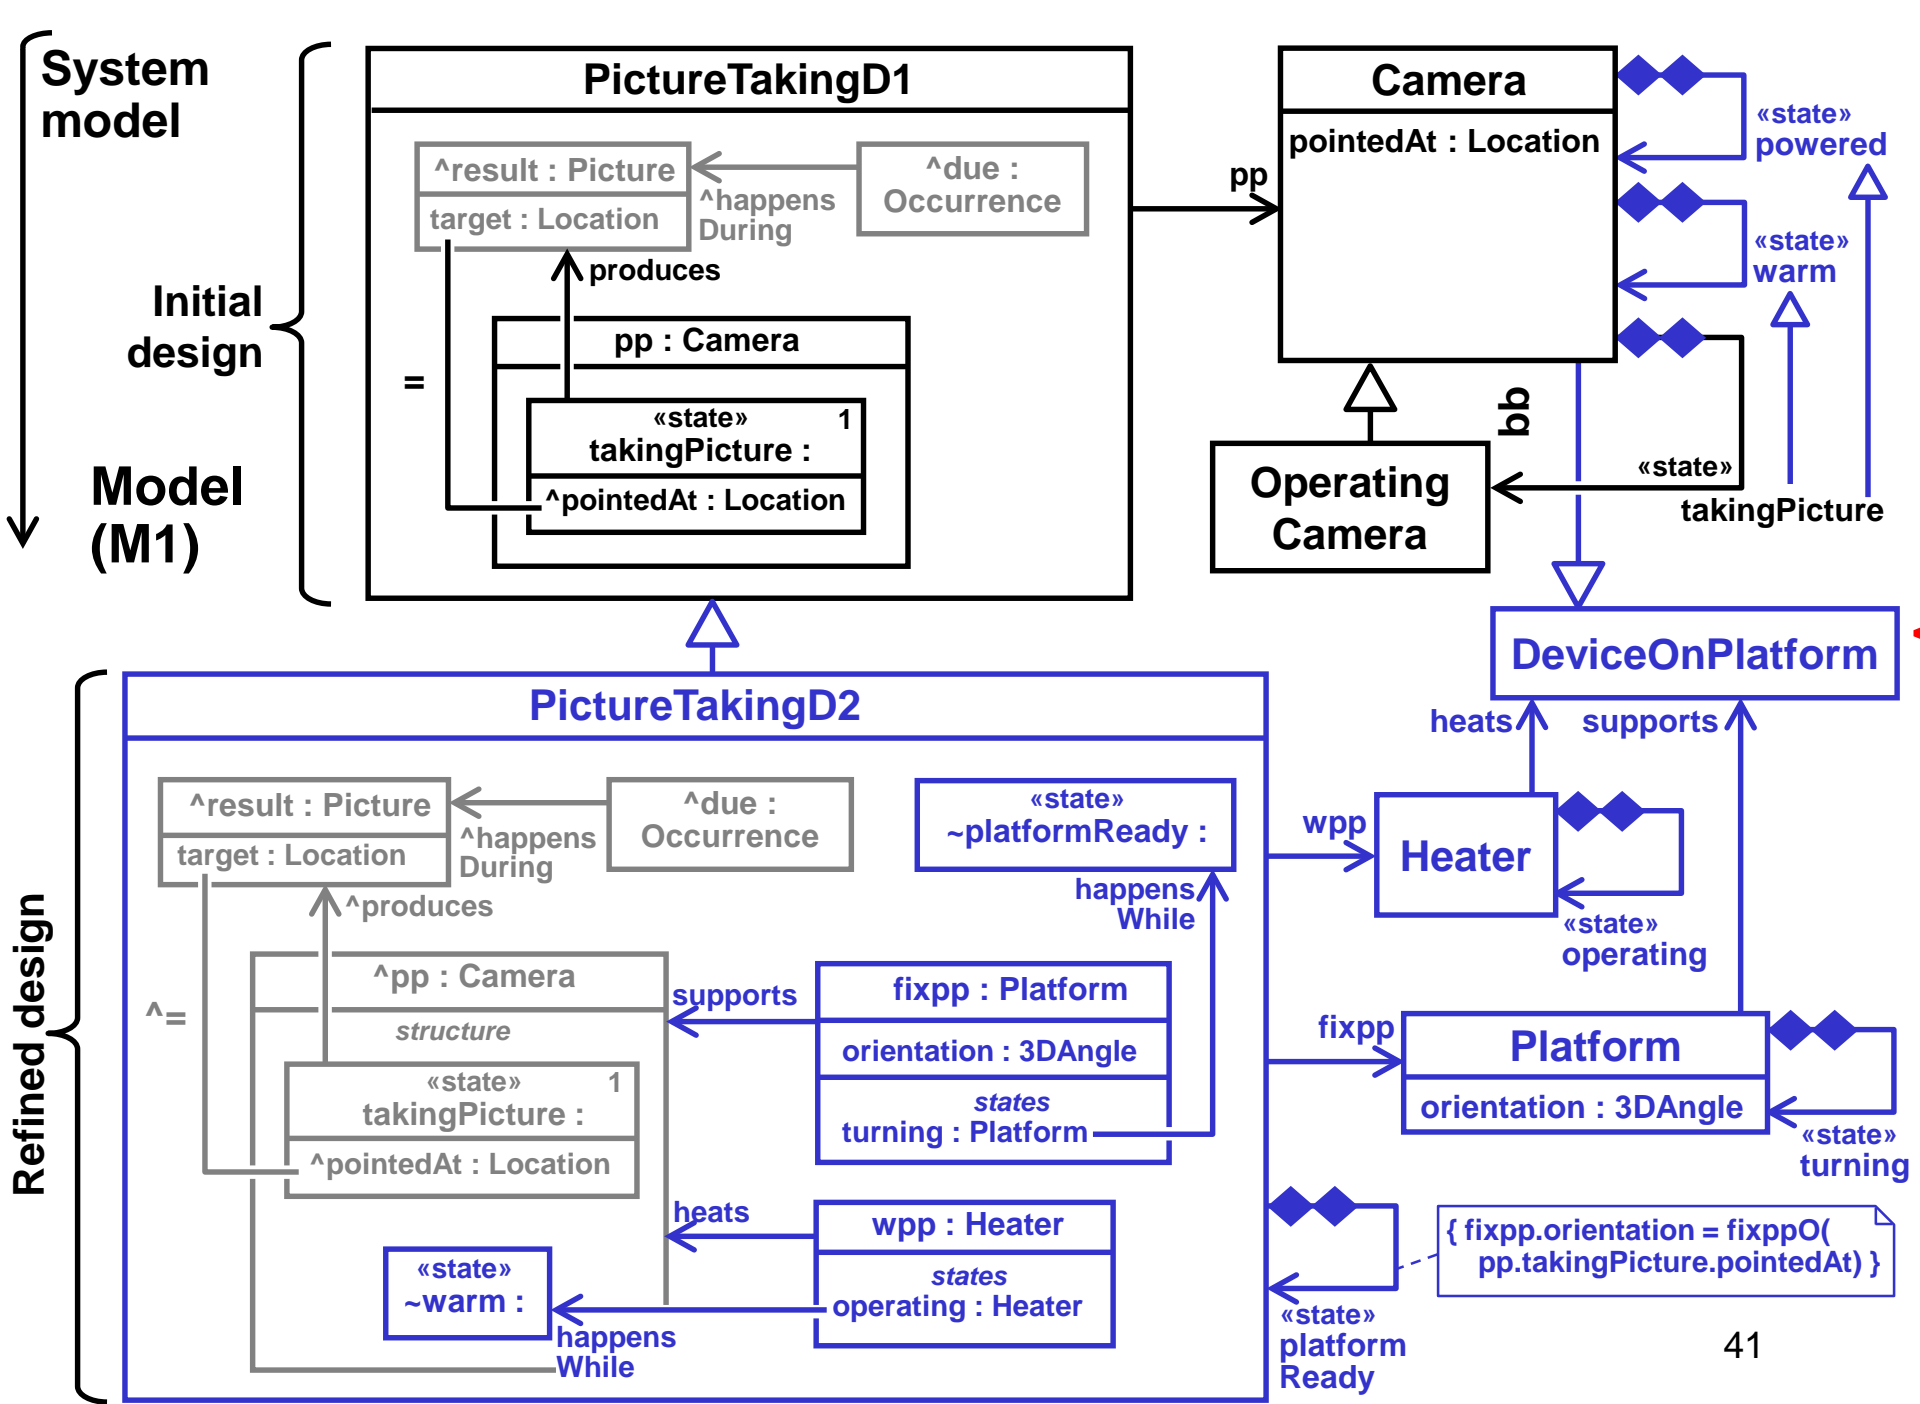 System
model
Initial
design
Model
(M1)
PictureTakingD1
^result : Picture
target : Location
^happens
During
^due :
Occurrence
produces
pp : Camera
=
«state»
1
takingPicture :
^pointedAt : Location
pp
Camera
pointedAt : Location
«state»
powered
«state»
warm
bb
«state»
takingPicture
Operating
Camera
DeviceOnPlatform
heats
supports
Refined design
PictureTakingD2
^result : Picture
target : Location
^happens
During
^due :
Occurrence
«state»
~platformReady :
happens
While
^produces
^pp : Camera
structure
^=
«state»
1
takingPicture :
^pointedAt : Location
supports
fixpp : Platform
orientation : 3DAngle
states
turning : Platform
heats
wpp : Heater
states
operating : Heater
«state»
~warm :
happens
While
wpp
Heater
«state»
operating
fixpp
Platform
orientation : 3DAngle
«state»
turning
{ fixpp.orientation = fixppO(
pp.takingPicture.pointedAt) }
«state»
platform
Ready
41